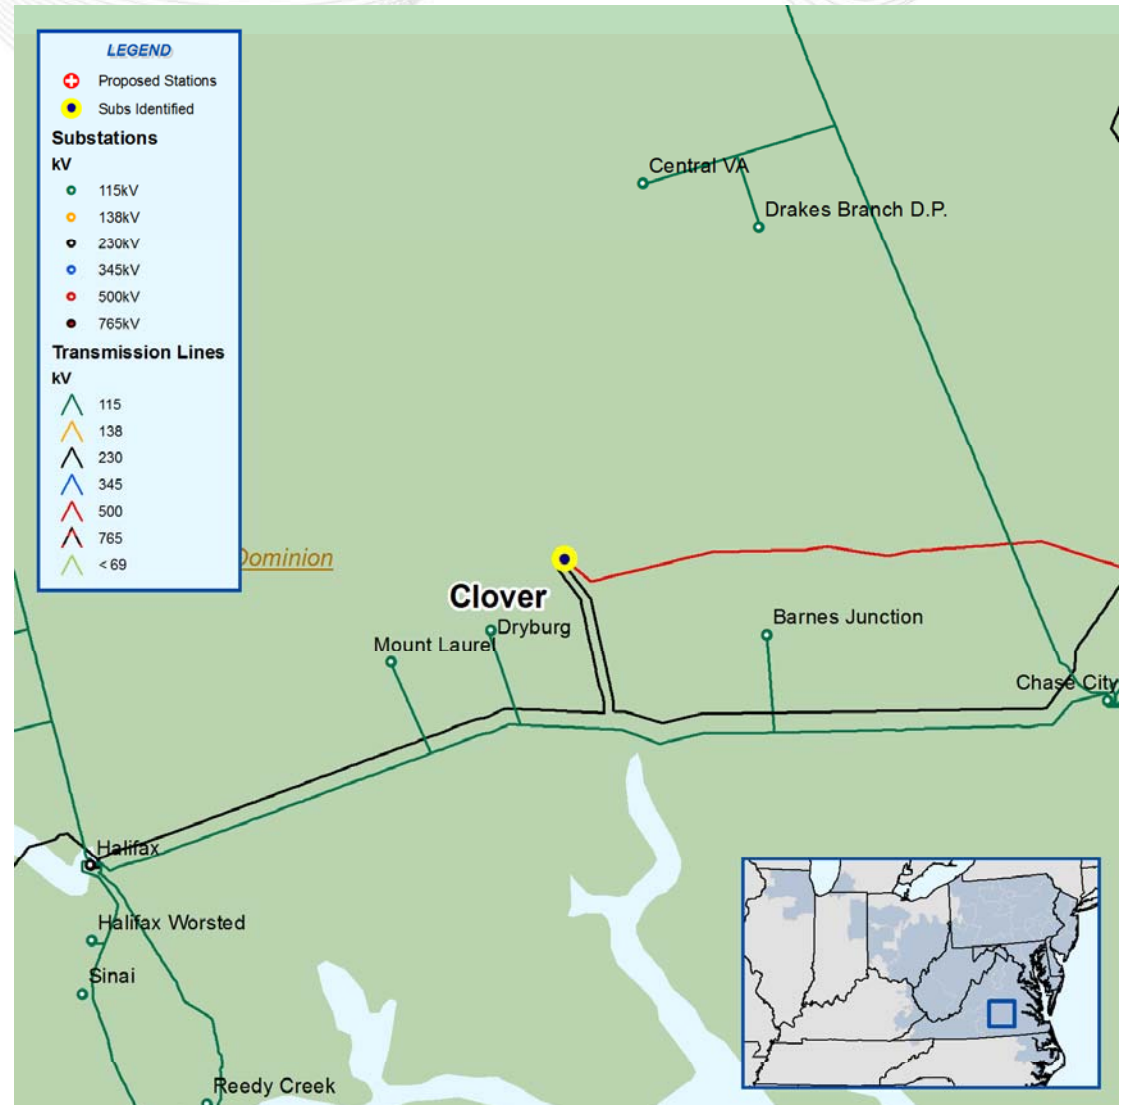 LEGEND
Proposed Stations
Subs Identified
Substations
kV
115kV
138kV
230kV
345kV
500kV
765kV
Transmission Lines
kV
115
138
230
345
500
765
< 69
Central VA
Drakes Branch D.P.
Dominion
Clover
Dryburg
Barnes Junction
Mount Laurel
Chase City
Halifax
Halifax Worsted
Sinai
Reedy Creek